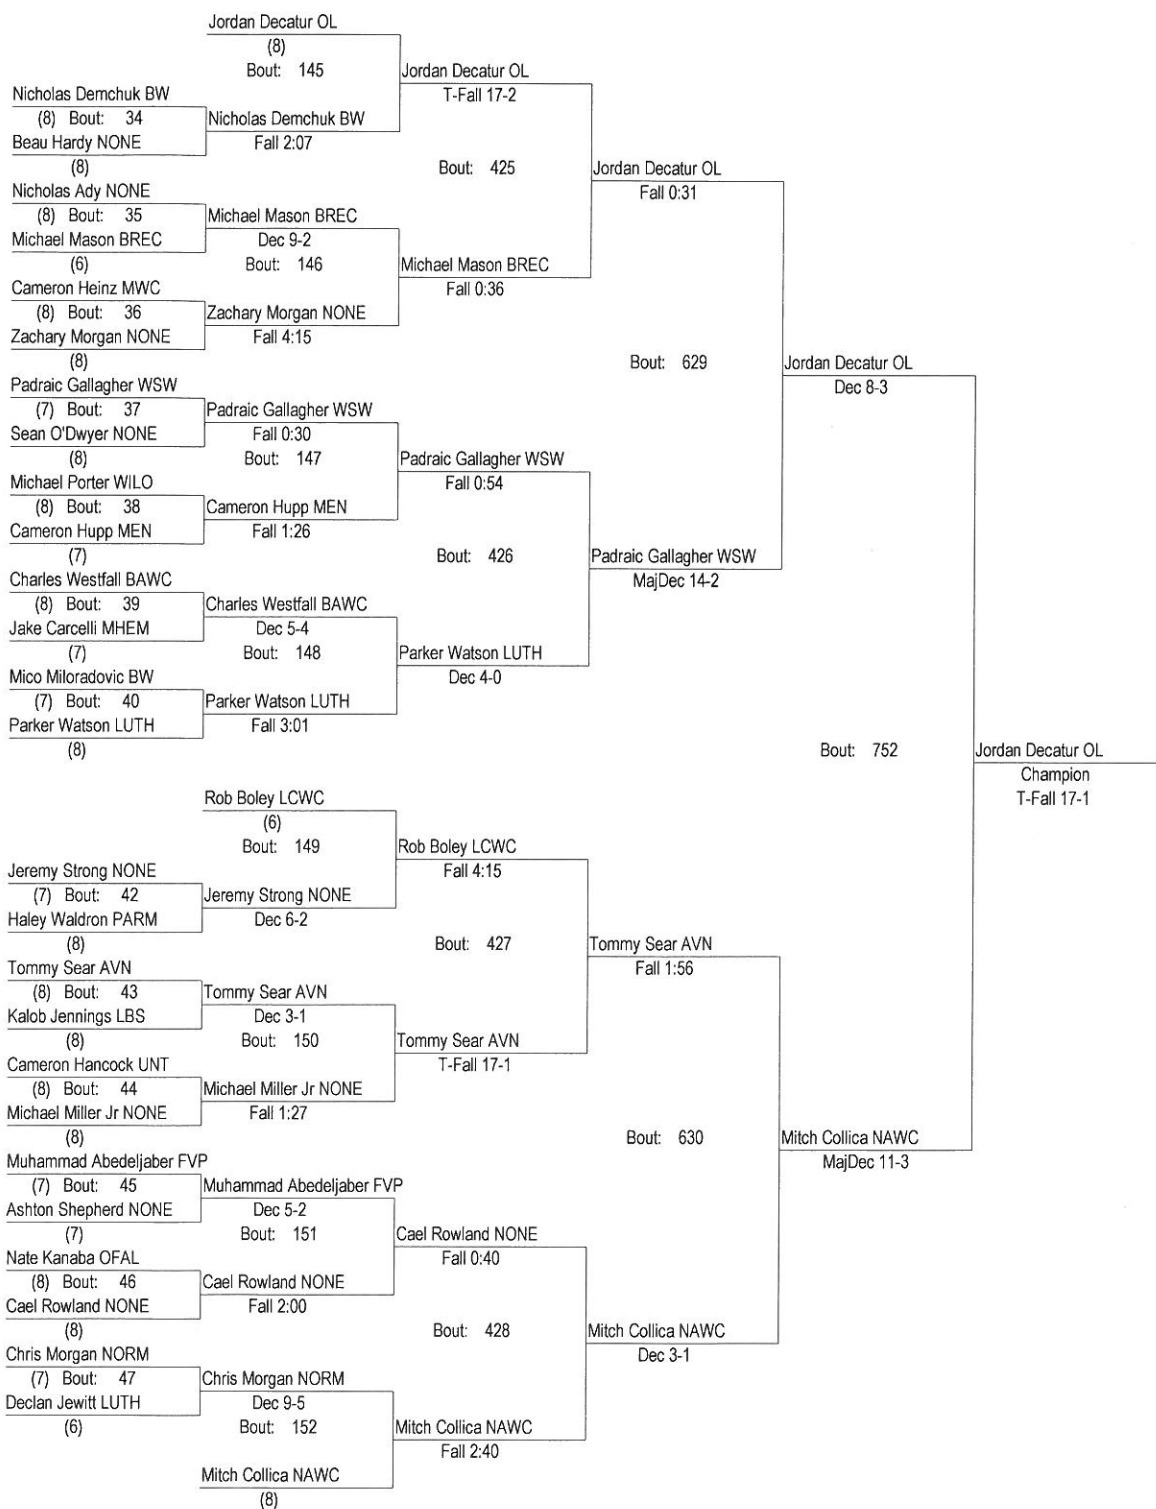 Jordan Decatur OL
(8)
Bout: 145
Jordan Decatur OL
T-Fall 17-2
Nicholas Demchuk BW
(8) Bout: 34
Nicholas Demchuk BW
Beau Hardy NONE
Fall 2:07
(8)
Bout: 425
Jordan Decatur OL
Fall 0:31
Nicholas Ady NONE
(8) Bout: 35
Michael Mason BREC
Michael Mason BREC
Dec 9-2
(6)
Bout: 146
Michael Mason BREC
Fall 0:36
Cameron Heinz MWC
(8) Bout: 36
Zachary Morgan NONE
Zachary Morgan NONE
Fall 4:15
(8)
Bout: 629
Jordan Decatur OL
Dec 8-3
Padraic Gallagher WSW
(7) Bout: 37
Padraic Gallagher WSW
Sean O'Dwyer NONE
Fall 0:30
(8)
Bout: 147
Padraic Gallagher WSW
Fall 0:54
Michael Porter WILO
(8) Bout: 38
Cameron Hupp MEN
Cameron Hupp MEN
Fall 1:26
(7)
Bout: 426
Padraic Gallagher WSW
MajDec 14-2
Charles Westfall BAWC
(8) Bout: 39
Charles Westfall BAWC
Jake Carcelli MHEM
Dec 5-4
(7)
Bout: 148
Parker Watson LUTH
Dec 4-0
Mico Miloradovic BW
(7) Bout: 40
Parker Watson LUTH
Parker Watson LUTH
Fall 3:01
(8)
Bout: 752
Jordan Decatur OL
Champion
T-Fall 17-1
Rob Boley LCWC
(6)
Bout: 149
Rob Boley LCWC
Fall 4:15
Jeremy Strong NONE
(7) Bout: 42
Jeremy Strong NONE
Haley Waldron PARM
Dec 6-2
(8)
Bout: 427
Tommy Sear AVN
Fall 1:56
Tommy Sear AVN
(8) Bout: 43
Tommy Sear AVN
Kalob Jennings LBS
Dec 3-1
(8)
Bout: 150
Tommy Sear AVN
T-Fall 17-1
Cameron Hancock UNT
(8) Bout: 44
Michael Miller Jr NONE
Michael Miller Jr NONE
Fall 1:27
(8)
Bout: 630
Mitch Collica NAWC
MajDec 11-3
Muhammad Abedeljaber FVP
(7) Bout: 45
Muhammad Abedeljaber FVP
Ashton Shepherd NONE
Dec 5-2
(7)
Bout: 151
Cael Rowland NONE
Fall 0:40
Nate Kanaba OFAL
(8) Bout: 46
Cael Rowland NONE
Cael Rowland NONE
Fall 2:00
(8)
Bout: 428
Mitch Collica NAWC
Dec 3-1
Chris Morgan NORM
(7) Bout: 47
Chris Morgan NORM
Declan Jewitt LUTH
Dec 9-5
(6)
Bout: 152
Mitch Collica NAWC
Fall 2:40
Mitch Collica NAWC
(8)